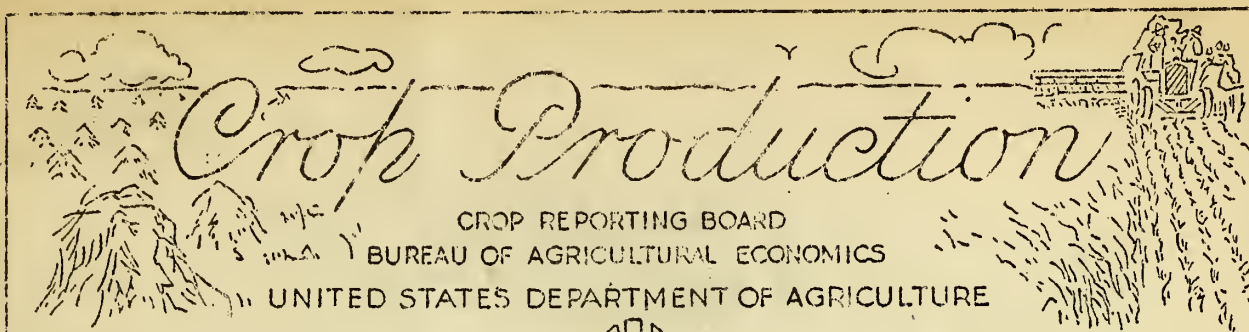 Crop Production
CROP REPORTING BOARD
BUREAU OF AGRICULTURAL ECONOMICS
UNITED STATES DEPARTMENT OF AGRICULTURE